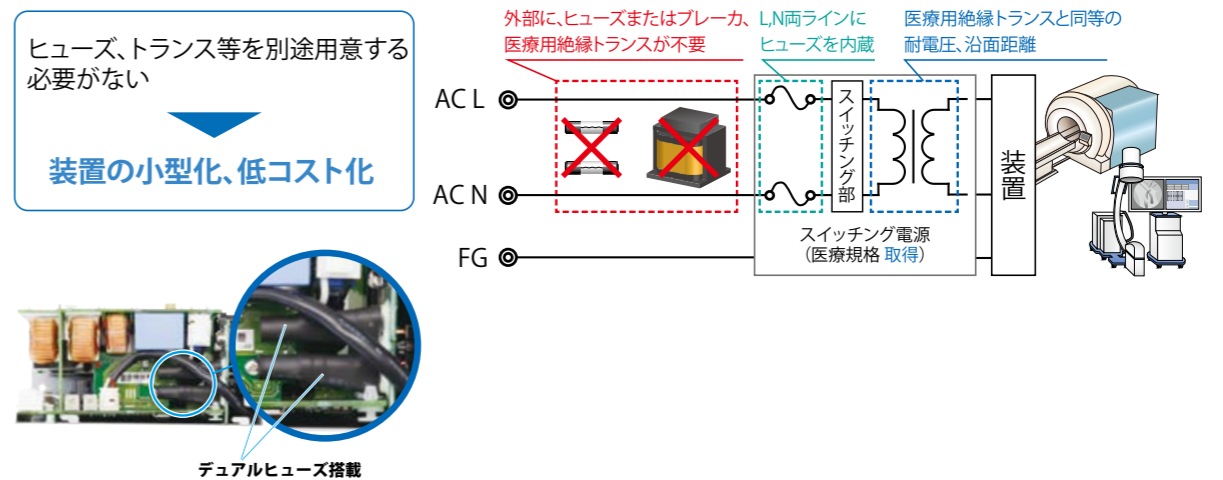 ヒューズ、トランス等を別途用意する
必要がない
装置の小型化、低コスト化
デュアルヒューズ搭載
外部に、ヒューズまたはブレーカ、
医療用絶縁トランスが不要
L,N両ラインに
ヒューズを内蔵
医療用絶縁トランスと同等の
耐電圧、沿面距離
AC L
AC N
FG
スイッチング部
スイッチング電源
（医療規格 取得）
装置